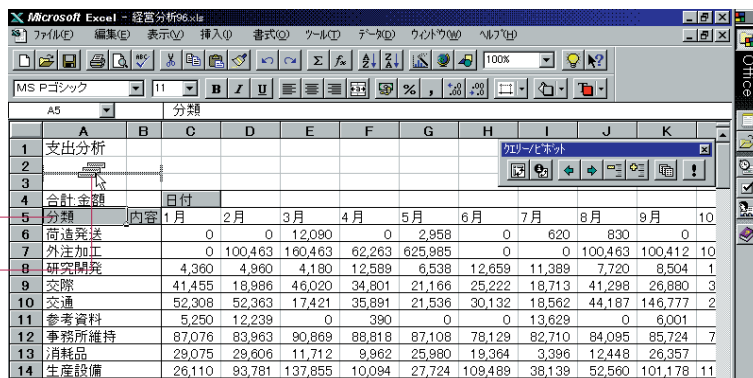 Microsoft Excel - 経営分析96.xls
ファイル(F) 編集(E) 表示(V) 挿入(I) 書式(O) ツール(T) データ(D) ウィンドウ(W) ヘルプ(H)
100%
MS Pゴシック 11 B I U % ,
A5 分類
A B C D E F G H I J K
1 支出分析
クエリー/ピボット
2
3
4 合計:金額 日付
5 分類 内容 1月 2月 3月 4月 5月 6月 7月 8月 9月 10
6 荷造発送 0 0 12,090 0 2,958 0 620 830 0
7 外注加工 0 100,463 160,463 62,263 625,985 0 0 100,463 100,412 10
8 研究開発 4,360 4,960 4,180 12,589 6,538 12,659 11,389 7,720 8,504 1
9 交際 41,455 18,986 46,020 34,801 21,166 25,222 18,713 41,298 26,880 3
10 交通 52,308 52,363 17,421 35,891 21,536 30,132 18,562 44,187 146,777 2
11 参考資料 5,250 12,239 0 390 0 0 13,629 0 6,001
12 事務所維持 87,076 83,963 90,869 88,818 87,108 78,129 82,710 84,095 85,724 7
13 消耗品 29,075 29,606 11,712 9,962 25,980 19,364 3,396 12,448 26,357
14 生産設備 26,110 93,781 137,855 10,094 27,724 109,489 38,139 52,560 101,178 11
Office